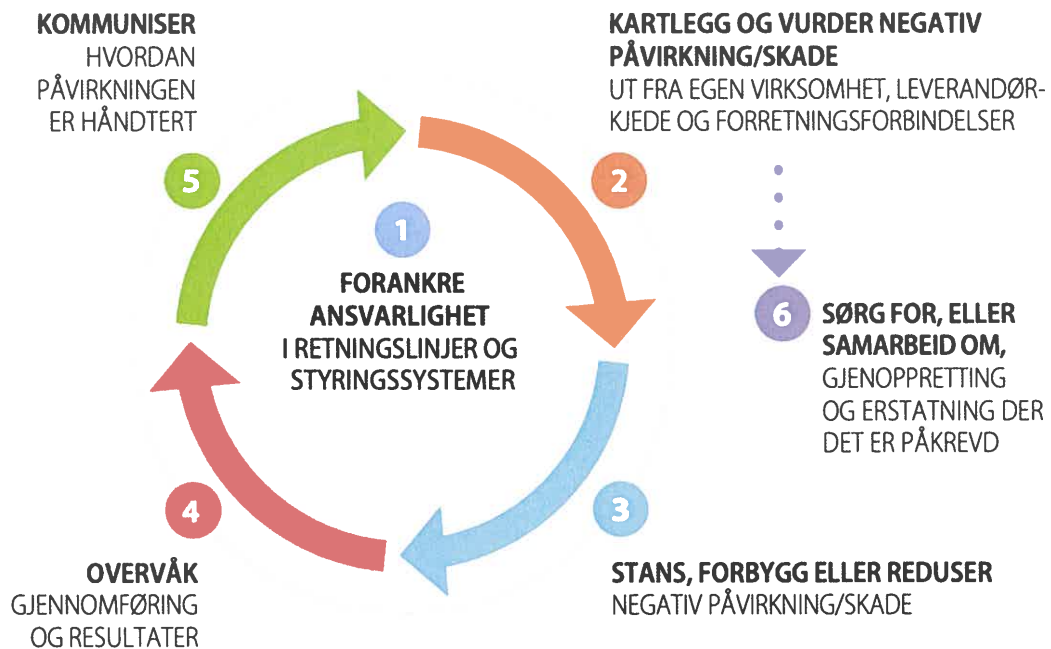 1
FORANKRE
ANSVARLIGHET
I RETNINGSLINJER OG
STYRINGSSYSTEMER
2
KARTLEGG OG VURDER NEGATIV
PÅVIRKNING/SKADE
UT FRA EGEN VIRKSOMHET, LEVERANDØR-
KJEDE OG FORRETNINGSFORBINDELSER
3
STANS, FORBYGG ELLER REDUSER
NEGATIV PÅVIRKNING/SKADE
4
OVERVÅK
GJENNOMFØRING
OG RESULTATER
5
KOMMUNISER
HVORDAN
PÅVIRKNINGEN
ER HÅNDTERT
6
SØRG FOR, ELLER
SAMARBEID OM,
GJENOPPRETTING
OG ERSTATNING DER
DET ER PÅKREVD